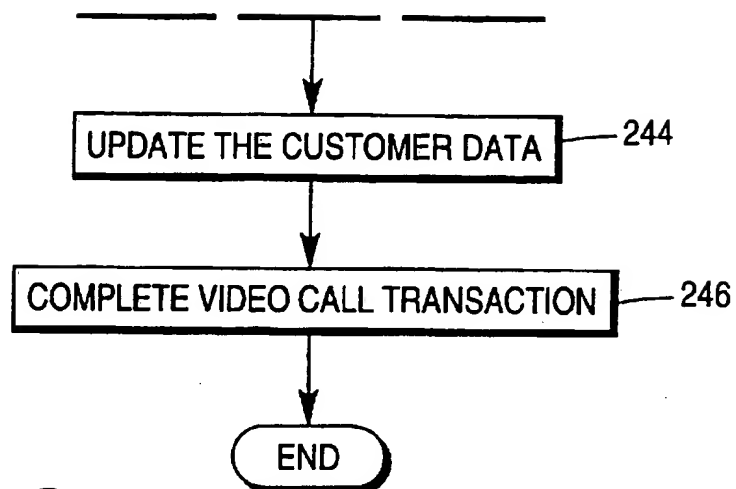 UPDATE THE CUSTOMER DATA
244
COMPLETE VIDEO CALL TRANSACTION
246
END